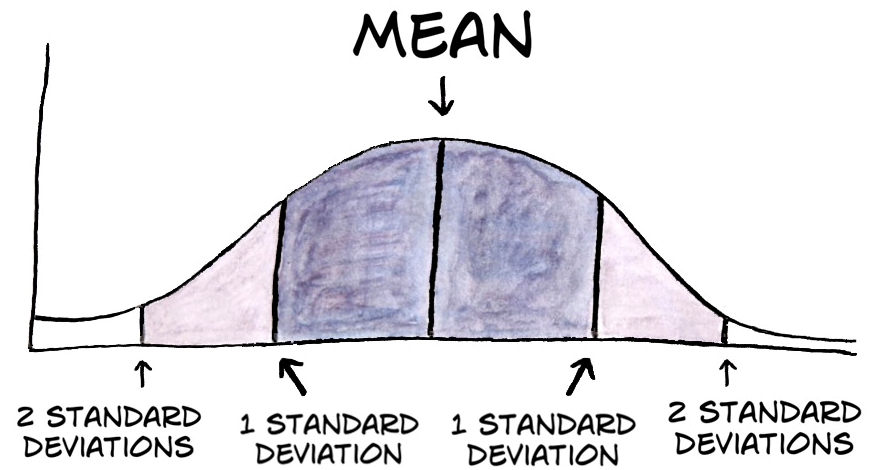 MEAN
2 STANDARD
DEVIATIONS
1 STANDARD
DEVIATION
1 STANDARD
DEVIATION
2 STANDARD
DEVIATIONS